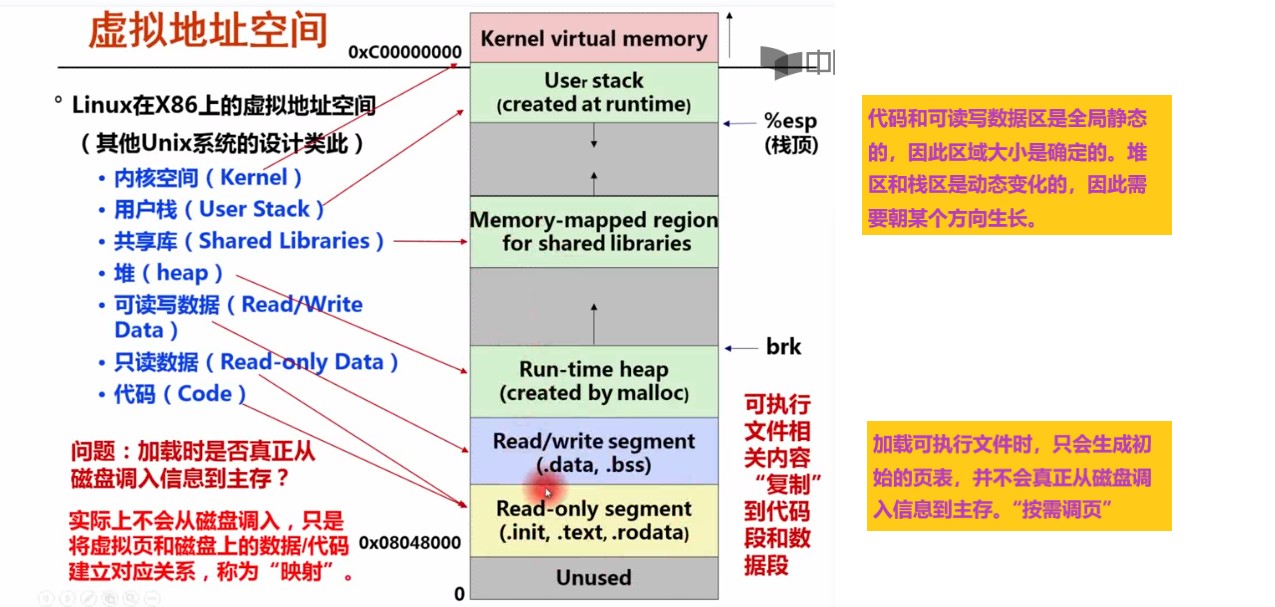 虚拟地址空间
0xC00000000
Kernel virtual memory
中
° Linux在X86上的虚拟地址空间
（其他Unix系统的设计类此）
• 内核空间（Kernel）
• 用户栈（User Stack）
• 共享库（Shared Libraries）
• 堆（heap）
• 可读写数据（Read/Write
Data）
• 只读数据（Read-only Data）
• 代码（Code）
问题：加载时是否真正从
磁盘调入信息到主存？
实际上不会从磁盘调入，只是
将虚拟页和磁盘上的数据/代码
建立对应关系，称为“映射”。
User stack
(created at runtime)
%esp
(栈顶)
Memory-mapped region
for shared libraries
brk
Run-time heap
(created by malloc)
Read/write segment
(.data, .bss)
Read-only segment
(.init, .text, .rodata)
0x08048000
Unused
0
可执行
文件相
关内容
“复制”
到代码
段和数
据段
代码和可读写数据区是全局静态
的，因此区域大小是确定的。堆
区和栈区是动态变化的，因此需
要朝某个方向生长。
加载可执行文件时，只会生成初
始的页表，并不会真正从磁盘调
入信息到主存。“按需调页”